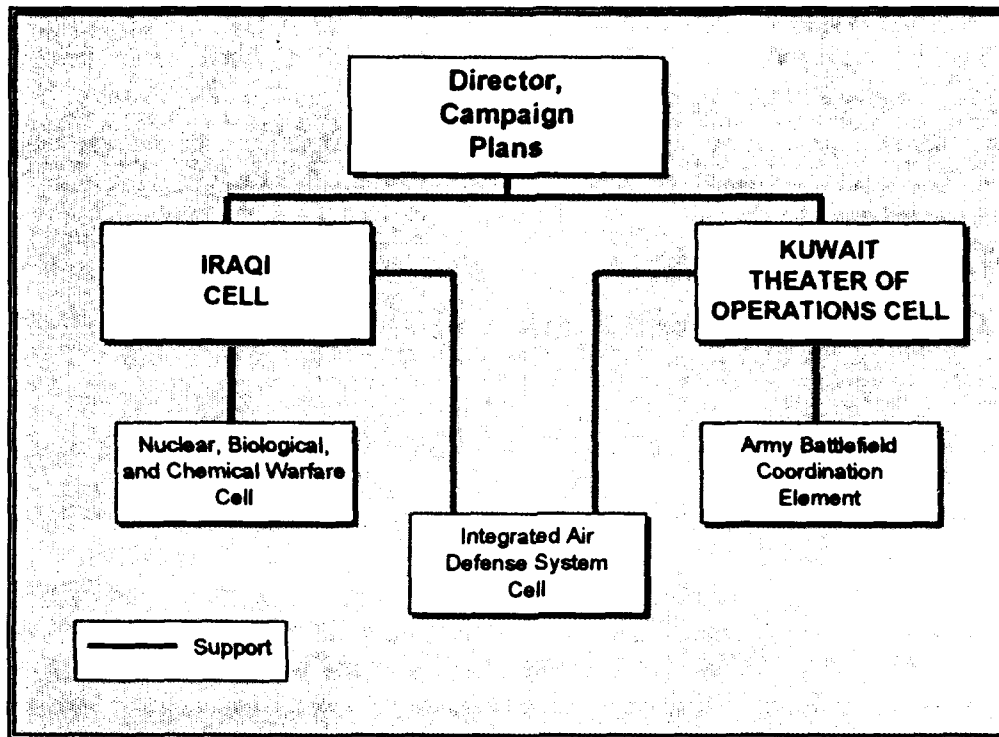 Director,
Campaign
Plans
IRAQI
CELL
KUWAIT
THEATER OF
OPERATIONS CELL
Nuclear, Biological,
and Chemical Warfare
Cell
Army Battlefield
Coordination
Element
Integrated Air
Defense System
Cell
Support